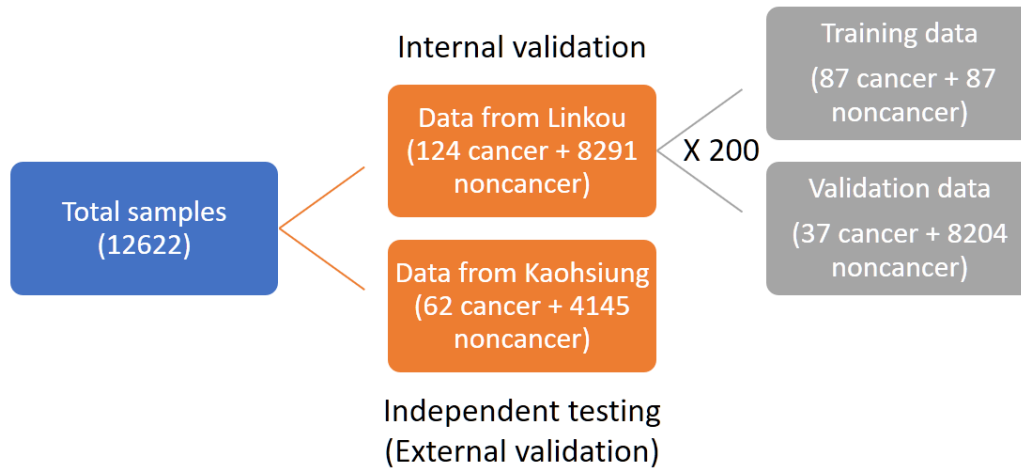 Total samples
(12622)
Internal validation
Data from Linkou
(124 cancer + 8291
noncancer)
Data from Kaohsiung
(62 cancer + 4145
noncancer)
Independent testing
(External validation)
X 200
Training data
(87 cancer + 87
noncancer)
Validation data
(37 cancer + 8204
noncancer)